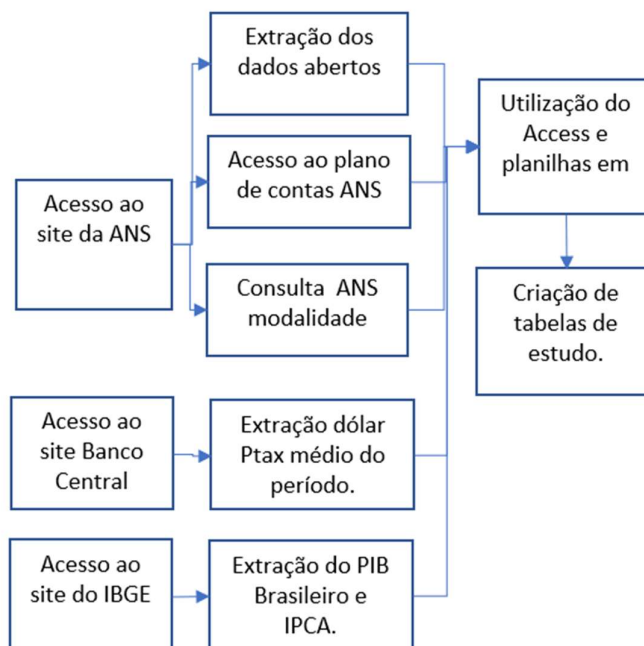 Extração dos
dados abertos
Utilização do
Access e
planilhas em
Acesso ao plano
de contas ANS
Acesso ao
site da ANS
Consulta  ANS
modalidade
Criação de
tabelas de
estudo.
Acesso ao
site Banco
Central
Extração dólar
Ptax médio do
período.
Acesso ao
site do IBGE
Extração do PIB
Brasileiro e
IPCA.